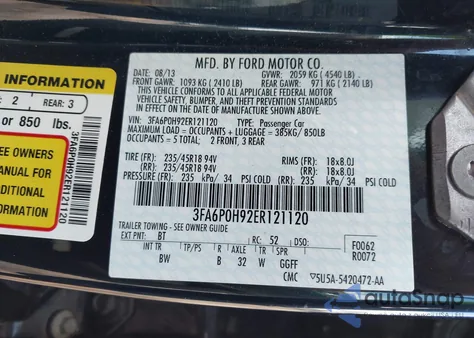 INFORMATION
2 REAR: 3
or 850 lbs.
SEE OWNERS
MANUAL
3FA6P0H92ER121120
MFD. BY FORD MOTOR CO.
DATE: 08/13 GVWR: 2059 KG (4540 LB)
FRONT GAWR: 1093 KG (2410 LB) REAR GAWR: 971 KG (2140 LB)
THIS VEHICLE CONFORMS TO ALL APPLICABLE FEDERAL MOTOR
VEHICLE SAFETY, BUMPER, AND THEFT PREVENTION STANDARDS IN
EFFECT ON THE DATE OF MANUFACTURE SHOWN ABOVE.
VIN: 3FA6P0H92ER121120 TYPE: Passenger Car
MAXIMUM LOAD = OCCUPANTS + LUGGAGE = 385KG/ 850LB
OCCUPANTS = 5 TOTAL; 2 FRONT, 3 REAR
TIRE (FR): 235/45R18 94V RIMS (FR): 18x8.0J
(RR): 235/45R18 94V (RR): 18x8.0J
PRESSURE (FR): 235 kPa/ 34 PSI COLD (RR): 235 kPa/ 34 PSI COLD
3FA6P0H92ER121120
TRAILER TOWING - SEE OWNER GUIDE
EXT PNT: BT RC: 52 DSO: F0062
INT TR TP/PS R AXLE TR SPR R0072
BW B 32 W GGFF
CMC 5U5A-5420472-AA
AutoSnap